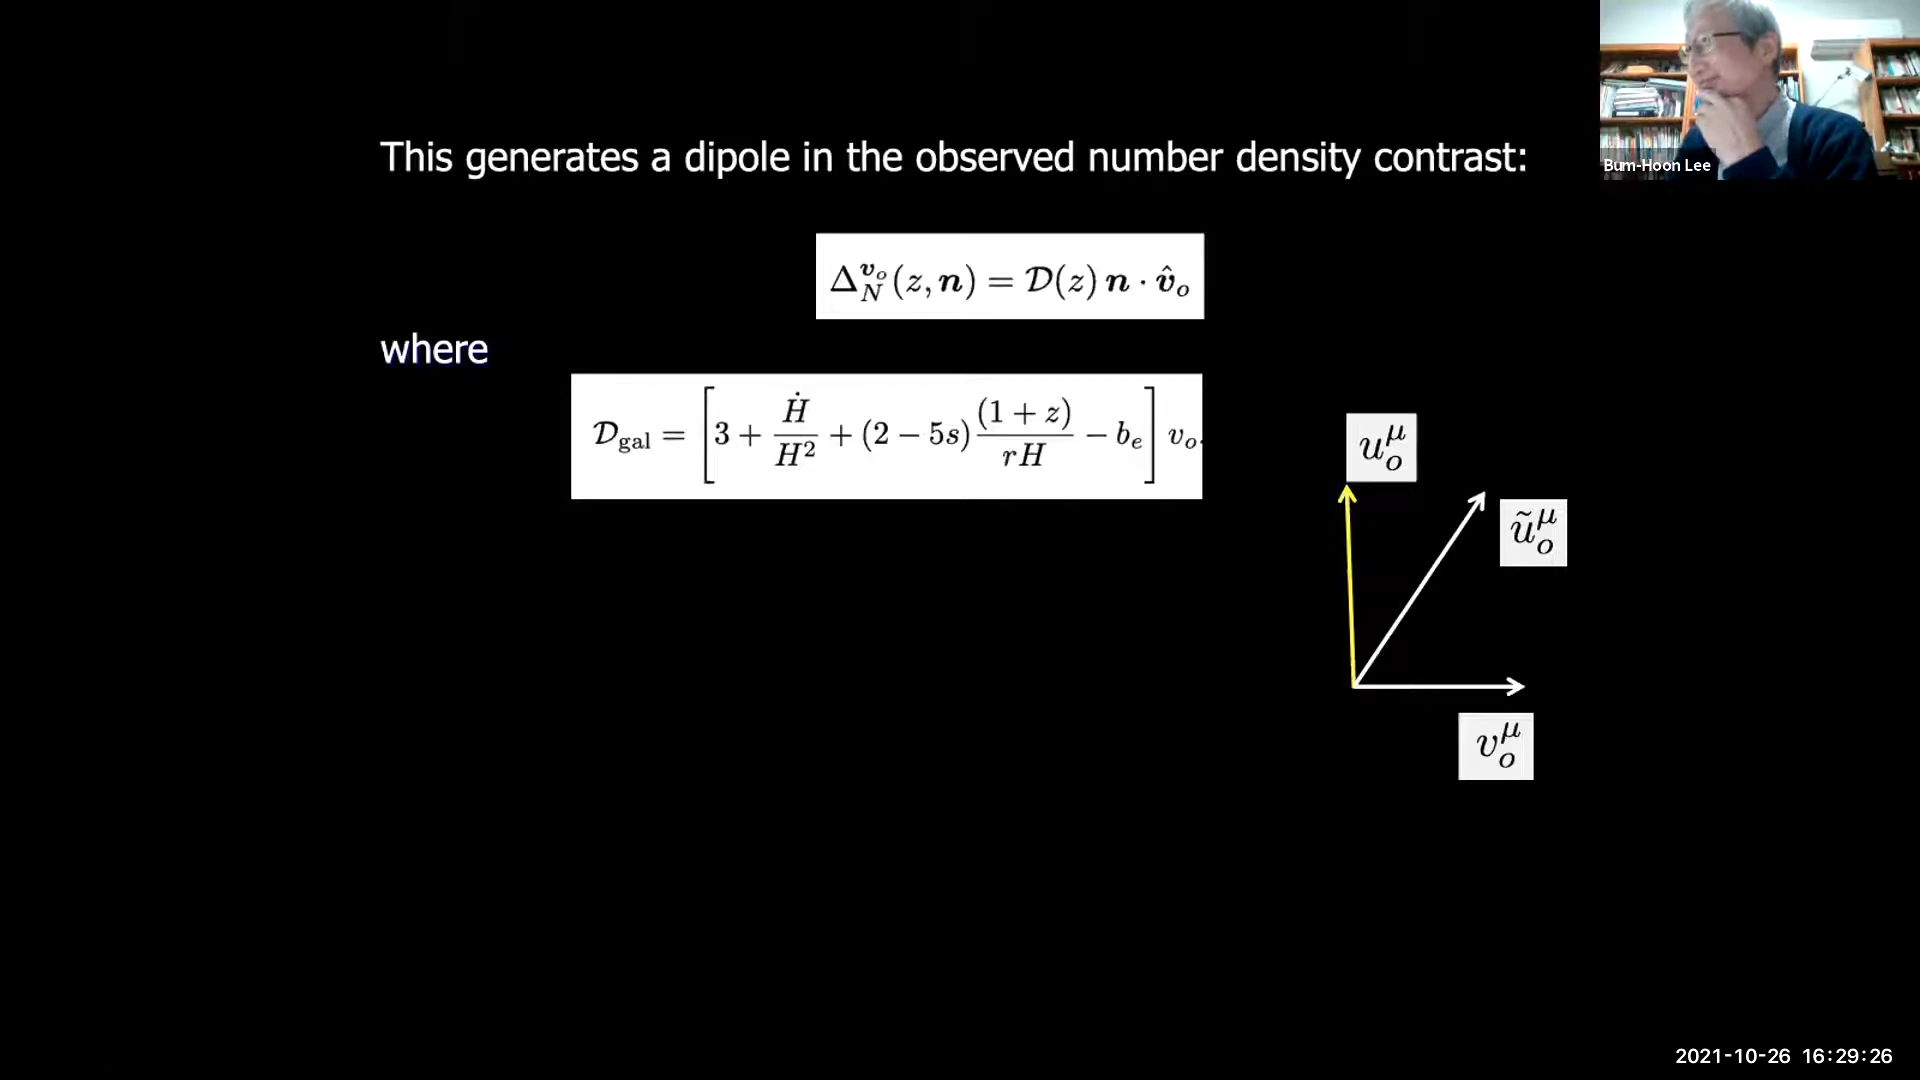 This generates a dipole in the observed number density contrast:
Bum-Hoon Lee
Δ_N^{v_o}(z, n) = 𝒟(z) n · v̂_o
where
𝒟_gal = [3 + Ḣ/H² + (2 − 5s) (1 + z)/(rH) − b_e] v_o.
u_o^μ
ũ_o^μ
v_o^μ
2021-10-26 16:29:26